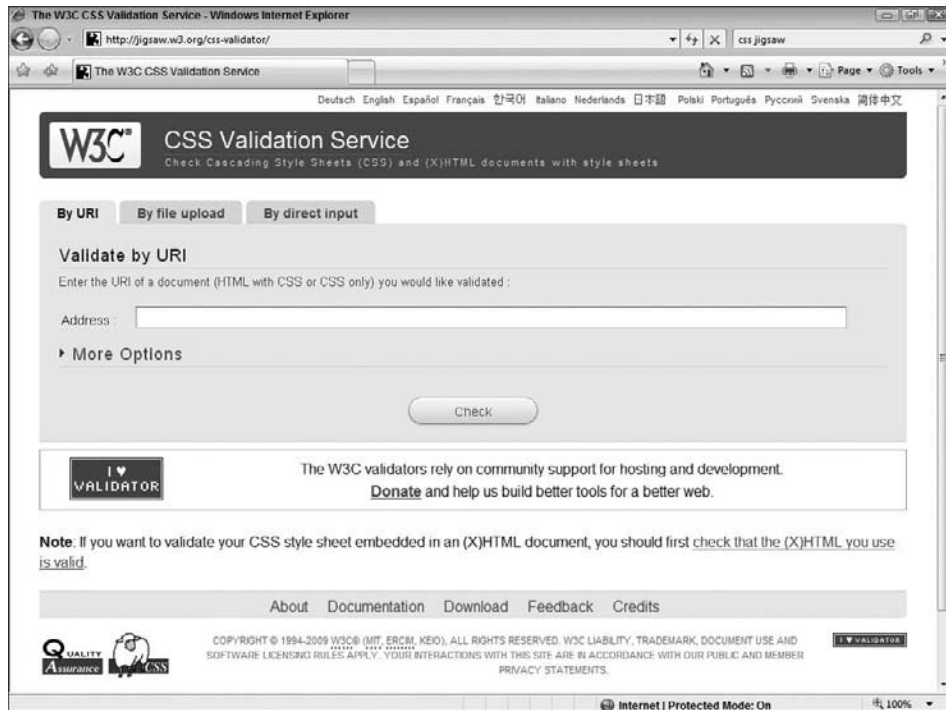 The W3C CSS Validation Service - Windows Internet Explorer
http://jigsaw.w3.org/css-validator/
css jigsaw
The W3C CSS Validation Service
Page
Tools
Deutsch English Español Français 한국어 Italiano Nederlands 日本語 Polski Português Русский Svenska 简体中文
W3C®
CSS Validation Service
Check Cascading Style Sheets (CSS) and (X)HTML documents with style sheets
By URI By file upload By direct input
Validate by URI
Enter the URI of a document (HTML with CSS or CSS only) you would like validated :
Address :
More Options
Check
I ♥
VALIDATOR
The W3C validators rely on community support for hosting and development.
Donate and help us build better tools for a better web.
Note: If you want to validate your CSS style sheet embedded in an (X)HTML document, you should first check that the (X)HTML you use
is valid.
About Documentation Download Feedback Credits
QUALITY
Assurance
CSS
COPYRIGHT © 1994-2009 W3C® (MIT, ERCIM, KEIO), ALL RIGHTS RESERVED. W3C LIABILITY, TRADEMARK, DOCUMENT USE AND
SOFTWARE LICENSING RULES APPLY. YOUR INTERACTIONS WITH THIS SITE ARE IN ACCORDANCE WITH OUR PUBLIC AND MEMBER
PRIVACY STATEMENTS.
I ♥ VALIDATOR
Internet | Protected Mode: On
100%